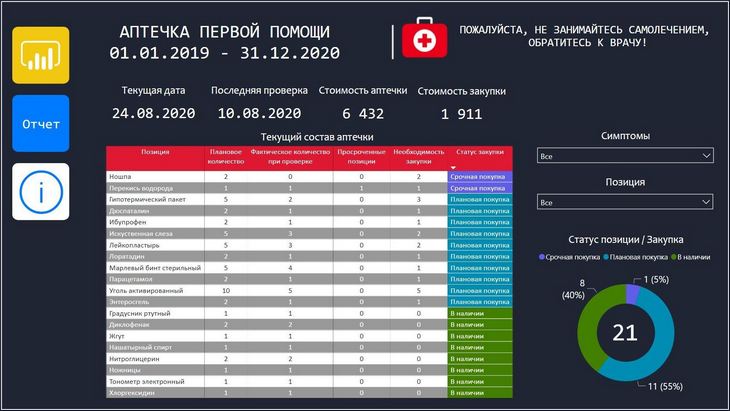 АПТЕЧКА ПЕРВОЙ ПОМОЩИ
01.01.2019 - 31.12.2020
ПОЖАЛУЙСТА, НЕ ЗАНИМАЙТЕСЬ САМОЛЕЧЕНИЕМ,
ОБРАТИТЕСЬ К ВРАЧУ!
Отчет
Текущая дата Последняя проверка Стоимость аптечки Стоимость закупки
24.08.2020 10.08.2020 6 432 1 911
Текущий состав аптечки
Позиция Плановое количество Фактическое количество при проверке Просроченные позиции Необходимость закупки Статус закупки
Ношпа 2 0 0 2 Срочная покупка
Перекись водорода 1 1 1 1 Срочная покупка
Гипотермический пакет 5 2 0 3 Плановая покупка
Дюспаталин 2 1 0 1 Плановая покупка
Ибупрофен 2 1 0 1 Плановая покупка
Искуственная слеза 5 3 0 2 Плановая покупка
Лейкопластырь 5 3 0 2 Плановая покупка
Лоратадин 2 1 0 1 Плановая покупка
Марлевый бинт стерильный 5 4 0 1 Плановая покупка
Парацетамол 2 1 0 1 Плановая покупка
Уголь активированный 10 5 0 5 Плановая покупка
Энтеросгель 2 1 0 1 Плановая покупка
Градусник ртутный 1 1 0 0 В наличии
Диклофенак 2 2 0 0 В наличии
Жгут 1 1 0 0 В наличии
Нашатырный спирт 1 1 0 0 В наличии
Нитроглицерин 2 2 0 0 В наличии
Ножницы 1 1 0 0 В наличии
Тонометр электронный 1 1 0 0 В наличии
Хлоргексидин 1 1 0 0 В наличии
Симптомы
Все
Позиция
Все
Статус позиции / Закупка
Срочная покупка Плановая покупка В наличии
1 (5%)
8 (40%)
21
11 (55%)